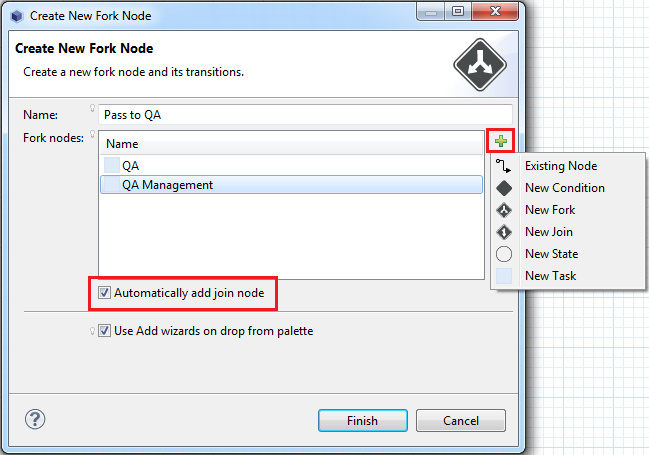 Create New Fork Node
Create New Fork Node
Create a new fork node and its transitions.
Name: Pass to QA
Fork nodes: Name
QA
QA Management
Existing Node
New Condition
New Fork
New Join
New State
New Task
Automatically add join node
Use Add wizards on drop from palette
? Finish Cancel